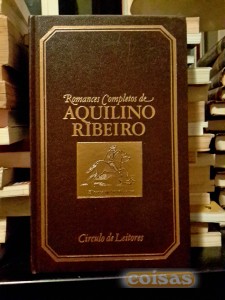 Romances Completos de
AQUILINO
RIBEIRO
Círculo de Leitores
coisas